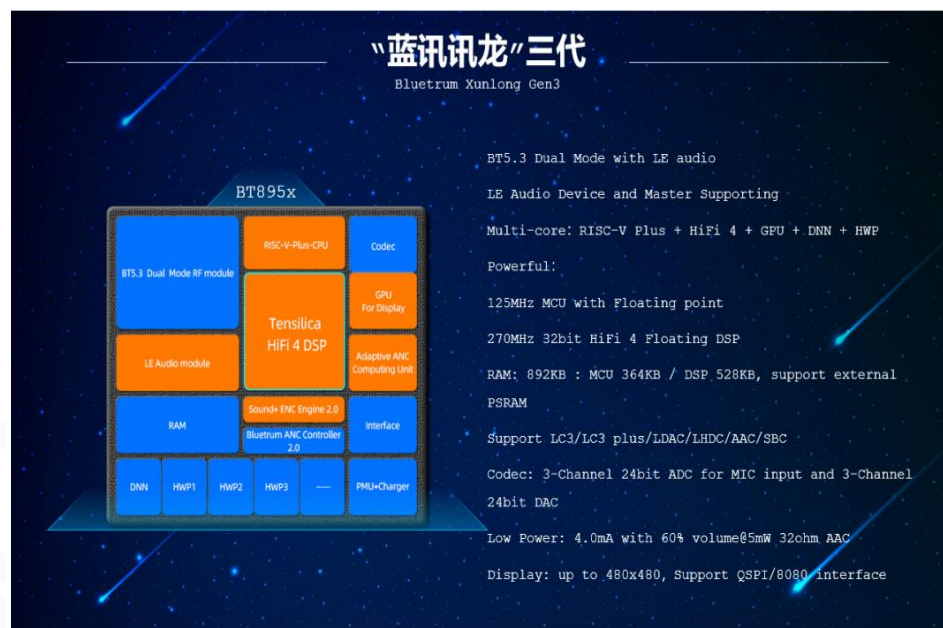 “蓝讯讯龙”三代
Bluetrum Xunlong Gen3
BT895x
BT5.3 Dual Mode RF module
RISC-V-Plus-CPU
Codec
Tensilica
HiFi 4 DSP
GPU
For Display
LE Audio module
Adaptive ANC
Computing Unit
RAM
Sound+ ENC Engine 2.0
Bluetrum ANC Controller
2.0
Interface
DNN
HWP1
HWP2
HWP3
······
PMU+Charger
BT5.3 Dual Mode with LE audio
LE Audio Device and Master Supporting
Multi-core: RISC-V Plus + HiFi 4 + GPU + DNN + HWP
Powerful:
125MHz MCU with Floating point
270MHz 32bit HiFi 4 Floating DSP
RAM: 892KB : MCU 364KB / DSP 528KB, support external
PSRAM
Support LC3/LC3 plus/LDAC/LHDC/AAC/SBC
Codec: 3-Channel 24bit ADC for MIC input and 3-Channel
24bit DAC
Low Power: 4.0mA with 60% volume@5mW 32ohm AAC
Display: up to 480x480, Support QSPI/8080 interface